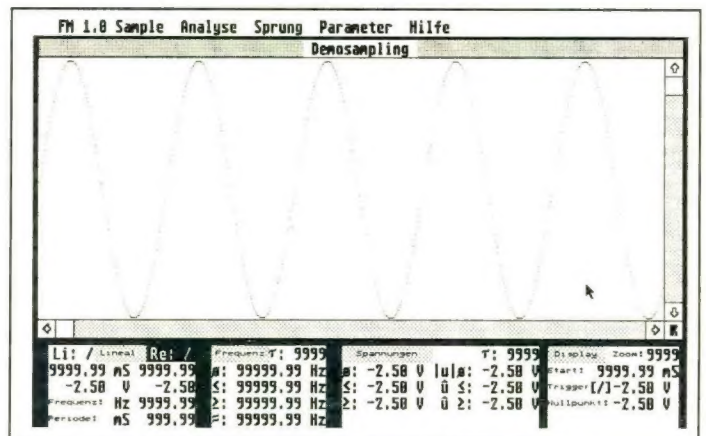 FM 1.0 Sample Analyse Sprung Parameter Hilfe
Demosampling
Li: / Lineal Re: / Frequenz τ: 9999 Spannungen τ: 9999 Display Zoom: 9999
9999.99 mS 9999.99 ø: 99999.99 Hz ø: -2.50 V |u|ø: -2.50 V Start: 9999.99 mS
-2.50 V -2.50 ≤: 99999.99 Hz ≤: -2.50 V û ≤: -2.50 V Trigger[/]-2.50 V
Frequenz: Hz 9999.99 ≥: 99999.99 Hz ≥: -2.50 V û ≥: -2.50 V Nullpunkt: -2.50 V
Periode: mS 999.99 =: 99999.99 Hz